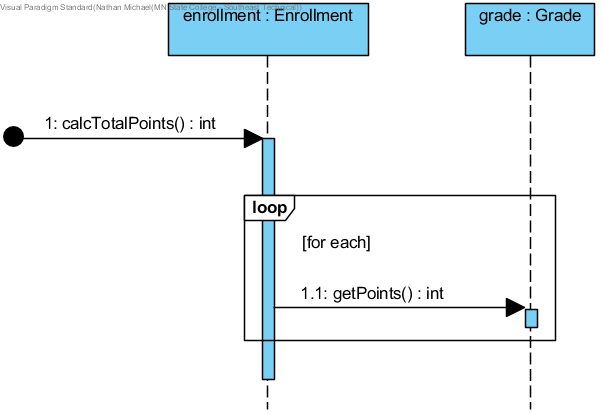 Visual Paradigm Standard(Nathan Michael(MN State College - Southeast Technical))
enrollment : Enrollment
grade : Grade
1: calcTotalPoints() : int
loop
[for each]
1.1: getPoints() : int